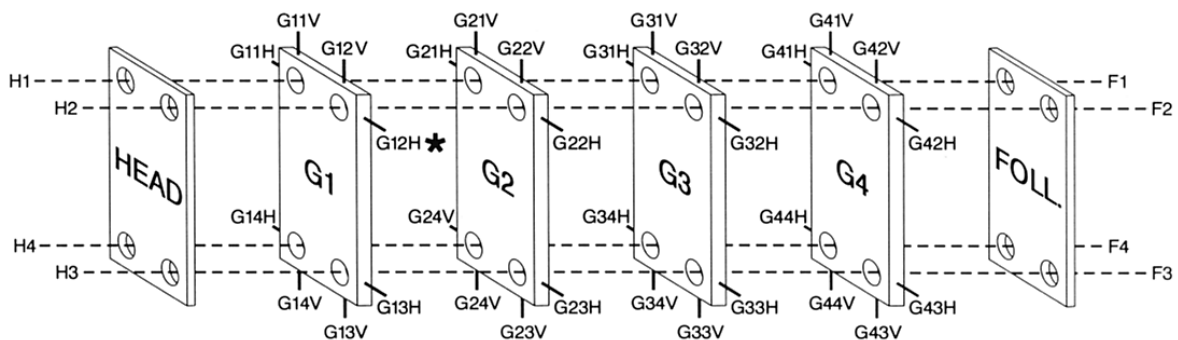 G11V G21V G31V G41V
G11H G12V G21H G22V G31H G32V G41H G42V
H1 F1
H2 F2
G12H * G22H G32H G42H
HEAD G1 G2 G3 G4 FOLL.
G14H G24V G34H G44H
H4 F4
H3 F3
G14V G13H G24V G23H G34V G33H G44V G43H
G13V G23V G33V G43V